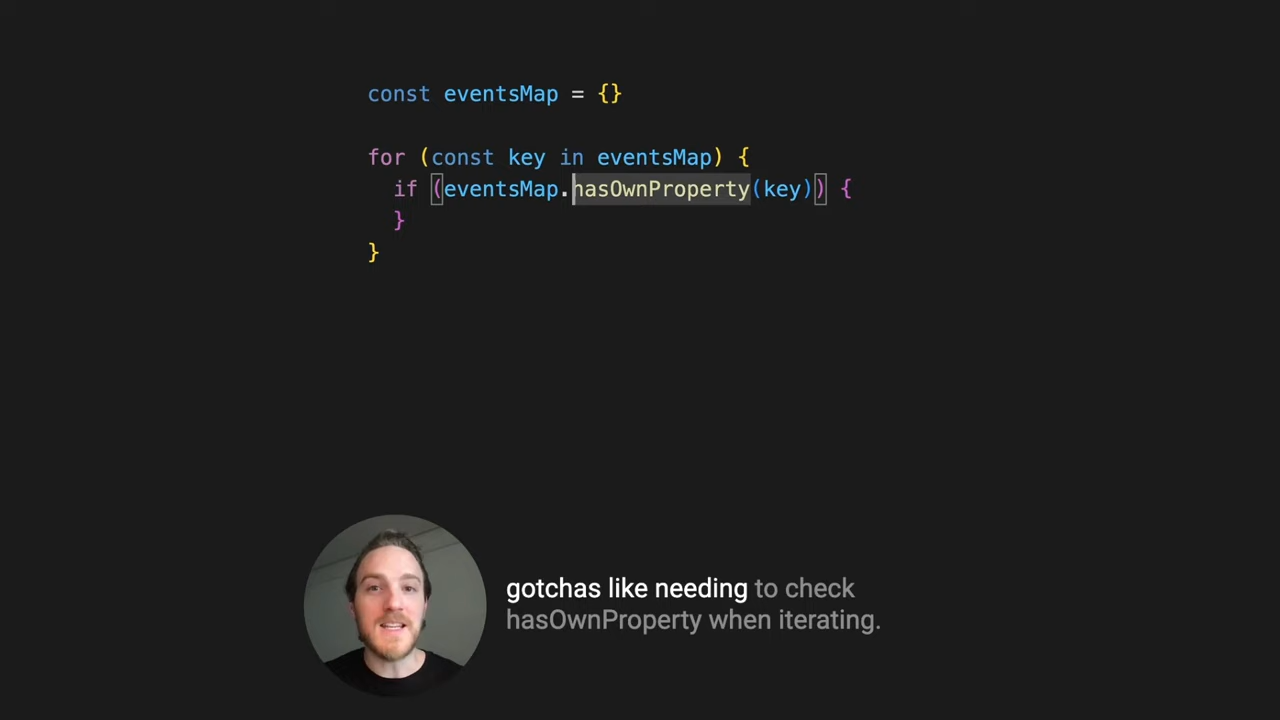 const eventsMap = {}
for (const key in eventsMap) {
if (eventsMap.hasOwnProperty(key)) {
}
}
gotchas like needing to check
hasOwnProperty when iterating.